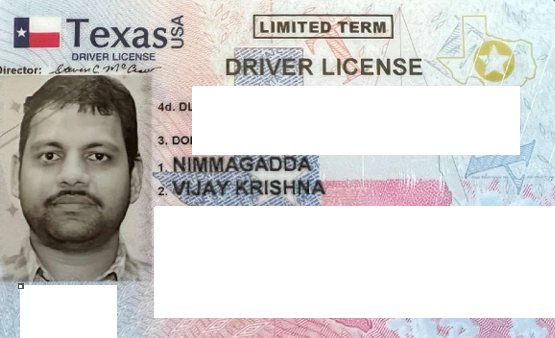 Texas USA
DRIVER LICENSE
Director:
LIMITED TERM
DRIVER LICENSE
4d. DL
3. DO
1. NIMMAGADDA
2. VIJAY KRISHNA